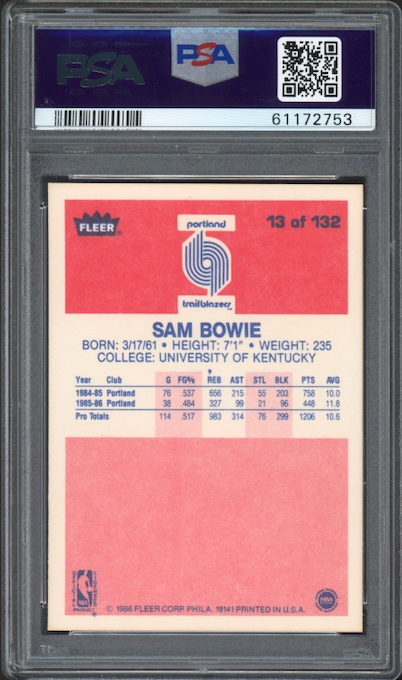 PSA
PSA
61172753
FLEER
portland
13 of 132
trailblazers
SAM BOWIE
BORN: 3/17/61 • HEIGHT: 7'1" • WEIGHT: 235
COLLEGE: UNIVERSITY OF KENTUCKY
Year Club G FG% REB AST STL BLK PTS AVG
1984-85 Portland 76 .537 656 215 55 203 758 10.0
1985-86 Portland 38 .484 327 99 21 96 448 11.8
Pro Totals 114 .517 983 314 76 299 1206 10.6
NBA
NBA
© 1986 FLEER CORP. PHILA. 19141 PRINTED IN U.S.A.